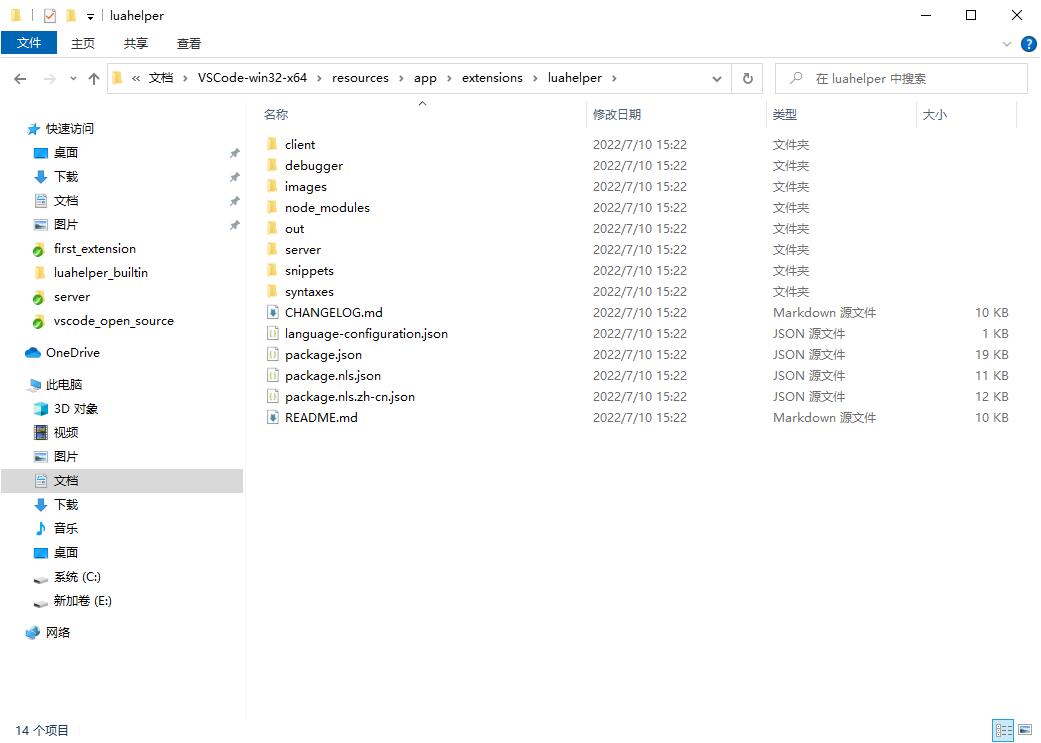 luahelper
文件 主页 共享 查看
« 文档 › VSCode-win32-x64 › resources › app › extensions › luahelper ›
在 luahelper 中搜索
快速访问
桌面
下载
文档
图片
first_extension
luahelper_builtin
server
vscode_open_source
OneDrive
此电脑
3D 对象
视频
图片
文档
下载
音乐
桌面
系统 (C:)
新加卷 (E:)
网络
名称 修改日期 类型 大小
client 2022/7/10 15:22 文件夹
debugger 2022/7/10 15:22 文件夹
images 2022/7/10 15:22 文件夹
node_modules 2022/7/10 15:22 文件夹
out 2022/7/10 15:22 文件夹
server 2022/7/10 15:22 文件夹
snippets 2022/7/10 15:22 文件夹
syntaxes 2022/7/10 15:22 文件夹
CHANGELOG.md 2022/7/10 15:22 Markdown 源文件 10 KB
language-configuration.json 2022/7/10 15:22 JSON 源文件 1 KB
package.json 2022/7/10 15:22 JSON 源文件 19 KB
package.nls.json 2022/7/10 15:22 JSON 源文件 11 KB
package.nls.zh-cn.json 2022/7/10 15:22 JSON 源文件 12 KB
README.md 2022/7/10 15:22 Markdown 源文件 10 KB
14 个项目